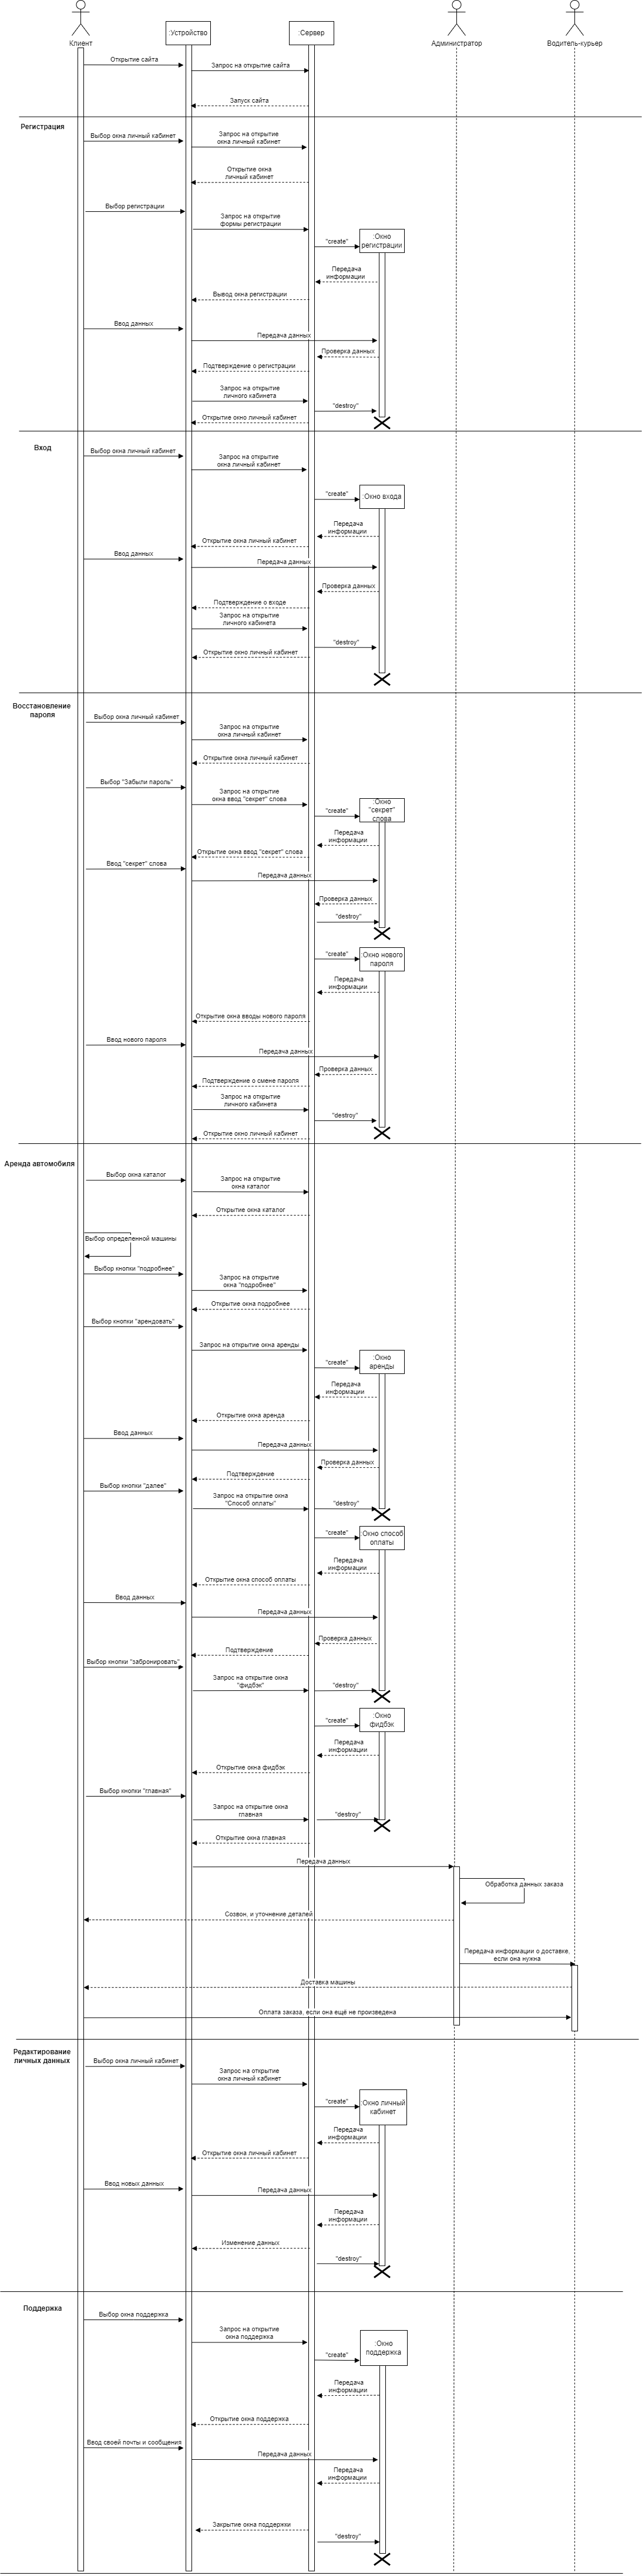 :Устройство
:Сервер
Клиент
Администратор
Водитель-курьер
Открытие сайта
Запрос на открытие сайта
Запуск сайта
Регистрация
Выбор окна личный кабинет
Запрос на открытие
окна личный кабинет
Открытие окна
личный кабинет
Выбор регистрации
Запрос на открытие
формы регистрации
"create"
:Окно
регистрации
Передача
информации
Вывод окна регистрации
Ввод данных
Передача данных
Проверка данных
Подтверждение о регистрации
Запрос на открытие
личного кабинета
"destroy"
Открытие окно личный кабинет
Вход
Выбор окна личный кабинет
Запрос на открытие
окна личный кабинет
"create"
:Окно входа
Передача
информации
Открытие окна личный кабинет
Ввод данных
Передача данных
Проверка данных
Подтверждение о входе
Запрос на открытие
личного кабинета
"destroy"
Открытие окно личный кабинет
Восстановление
пароля
Выбор окна личный кабинет
Запрос на открытие
окна личный кабинет
Открытие окна личный кабинет
Выбор "Забыли пароль"
Запрос на открытие
окна ввод "секрет" слова
"create"
:Окно
"секрет"
слова
Передача
информации
Открытие окна ввод "секрет" слова
Ввод "секрет" слова
Передача данных
Проверка данных
"destroy"
"create"
:Окно нового
пароля
Передача
информации
Открытие окна вводы нового пароля
Ввод нового пароля
Передача данных
Проверка данных
Подтверждение о смене пароля
Запрос на открытие
личного кабинета
"destroy"
Открытие окно личный кабинет
Аренда автомобиля
Выбор окна каталог
Запрос на открытие
окна каталог
Открытие окна каталог
Выбор определенной машины
Выбор кнопки "подробнее"
Запрос на открытие
окна "подробнее"
Открытие окна подробнее
Выбор кнопки "арендовать"
Запрос на открытие окна аренды
"create"
:Окно
аренды
Передача
информации
Открытие окна аренда
Ввод данных
Передача данных
Проверка данных
Подтверждение
Выбор кнопки "далее"
Запрос на открытие окна
"Способ оплаты"
"destroy"
"create"
:Окно способ
оплаты
Передача
информации
Открытие окна способ оплаты
Ввод данных
Передача данных
Проверка данных
Подтверждение
Выбор кнопки "забронировать"
Запрос на открытие окна
"фидбэк"
"destroy"
"create"
:Окно
фидбэк
Передача
информации
Открытие окна фидбэк
Выбор кнопки "главная"
Запрос на открытие окна
главная
"destroy"
Открытие окна главная
Передача данных
Обработка данных заказа
Созвон, и уточнение деталей
Передача информации о доставке,
если она нужна
Доставка машины
Оплата заказа, если она ещё не произведена
Редактирование
личных данных
Выбор окна личный кабинет
Запрос на открытие
окна личный кабинет
"create"
:Окно личный
кабинет
Передача
информации
Открытие окна личный кабинет
Ввод новых данных
Передача данных
Передача
информации
Изменение данных
"destroy"
Поддержка
Выбор окна поддержка
Запрос на открытие
окна поддержка
"create"
:Окно
поддержка
Передача
информации
Открытие окна поддержка
Ввод своей почты и сообщения
Передача данных
Передача
информации
Закрытие окна поддержки
"destroy"